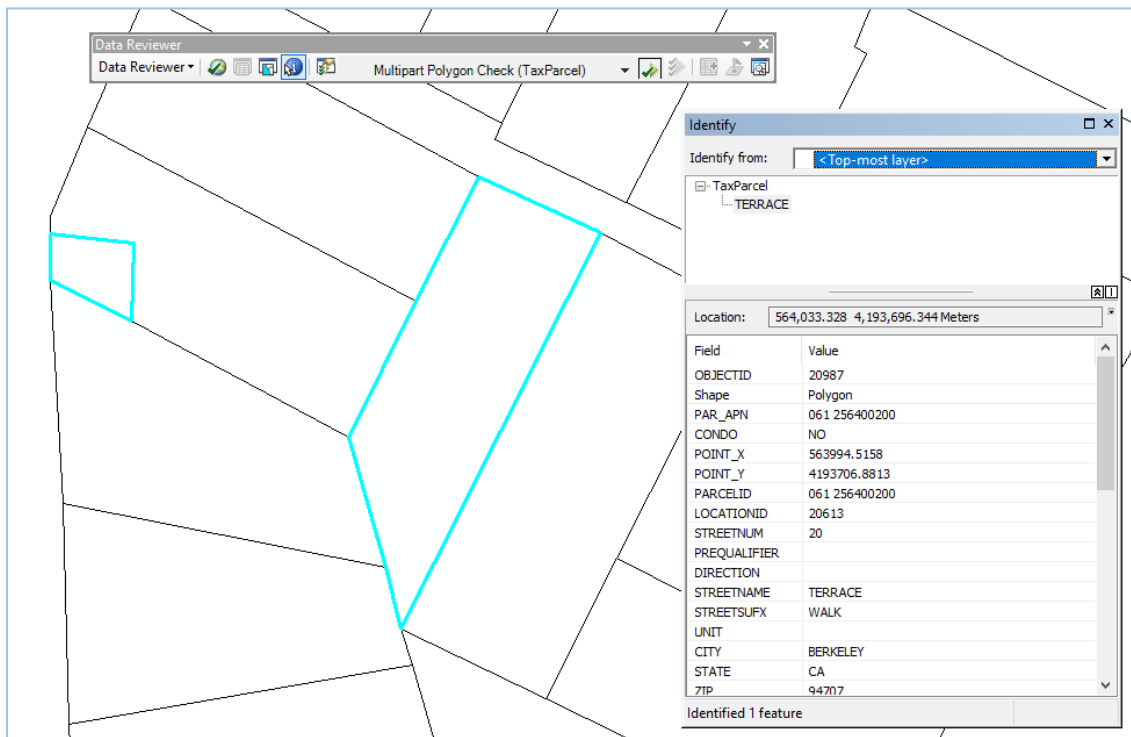 Data Reviewer
Data Reviewer
Multipart Polygon Check (TaxParcel)
Identify
Identify from:
<Top-most layer>
TaxParcel
TERRACE
Location:
564,033.328 4,193,696.344 Meters
Field Value
OBJECTID 20987
Shape Polygon
PAR_APN 061 256400200
CONDO NO
POINT_X 563994.5158
POINT_Y 4193706.8813
PARCELID 061 256400200
LOCATIONID 20613
STREETNUM 20
PREQUALIFIER
DIRECTION
STREETNAME TERRACE
STREETSUFX WALK
UNIT
CITY BERKELEY
STATE CA
ZIP 94707
Identified 1 feature